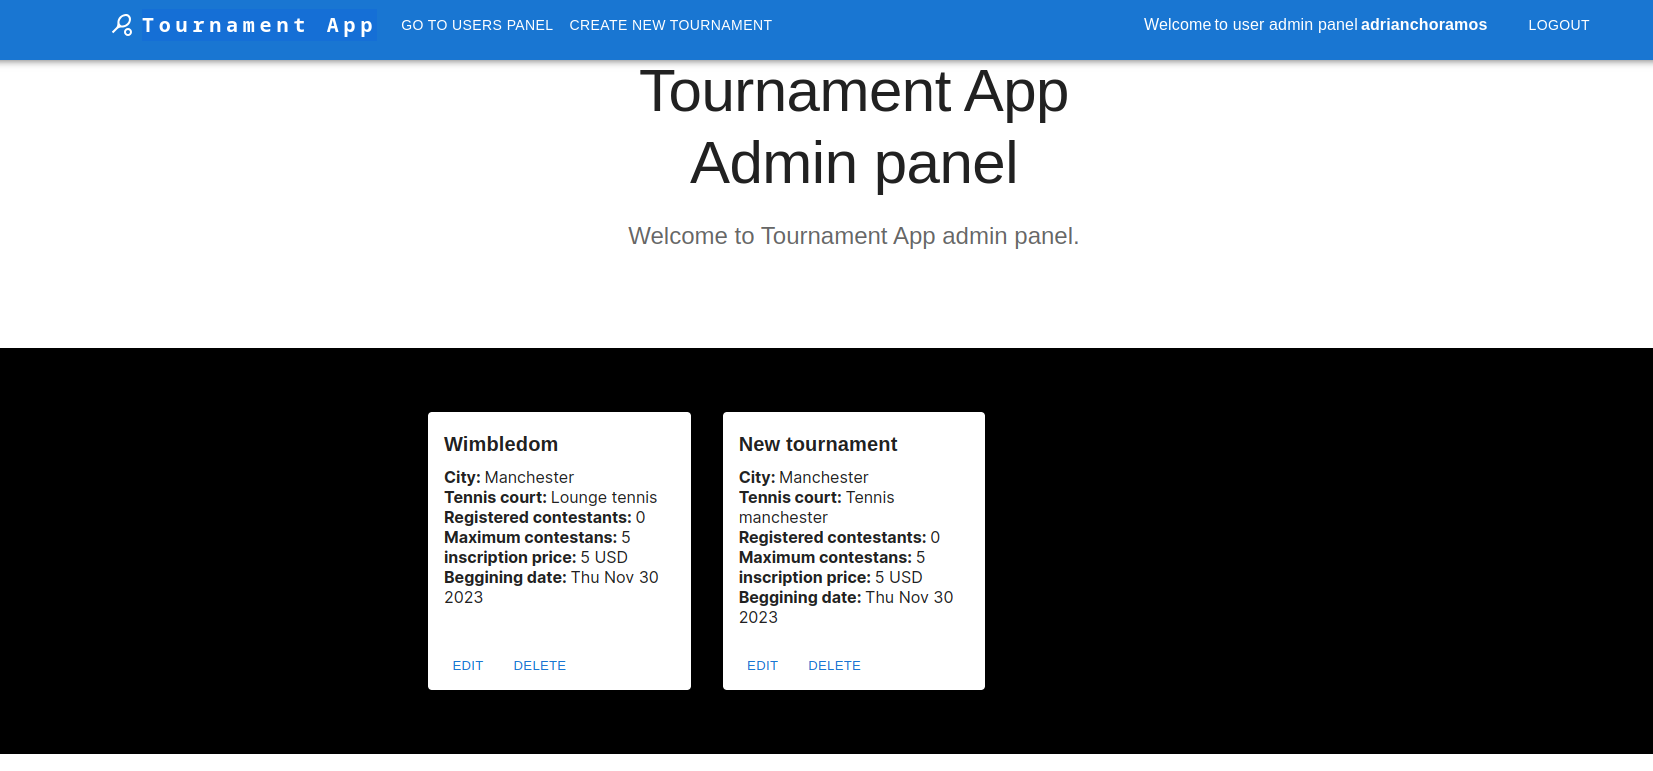 Tournament App GO TO USERS PANEL CREATE NEW TOURNAMENT Welcome to user admin panel adrianchoramos LOGOUT
Tournament App
Admin panel
Welcome to Tournament App admin panel.
Wimbledom
City: Manchester
Tennis court: Lounge tennis
Registered contestants: 0
Maximum contestans: 5
inscription price: 5 USD
Beggining date: Thu Nov 30
2023
EDIT DELETE
New tournament
City: Manchester
Tennis court: Tennis
manchester
Registered contestants: 0
Maximum contestans: 5
inscription price: 5 USD
Beggining date: Thu Nov 30
2023
EDIT DELETE